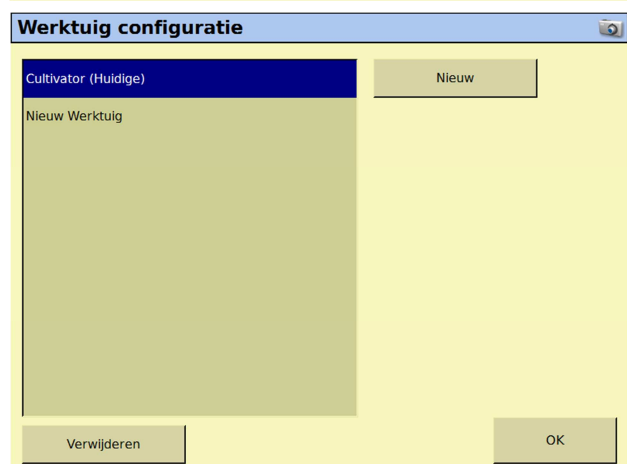 Werktuig configuratie
Cultivator (Huidige)
Nieuw
Nieuw Werktuig
Verwijderen
OK